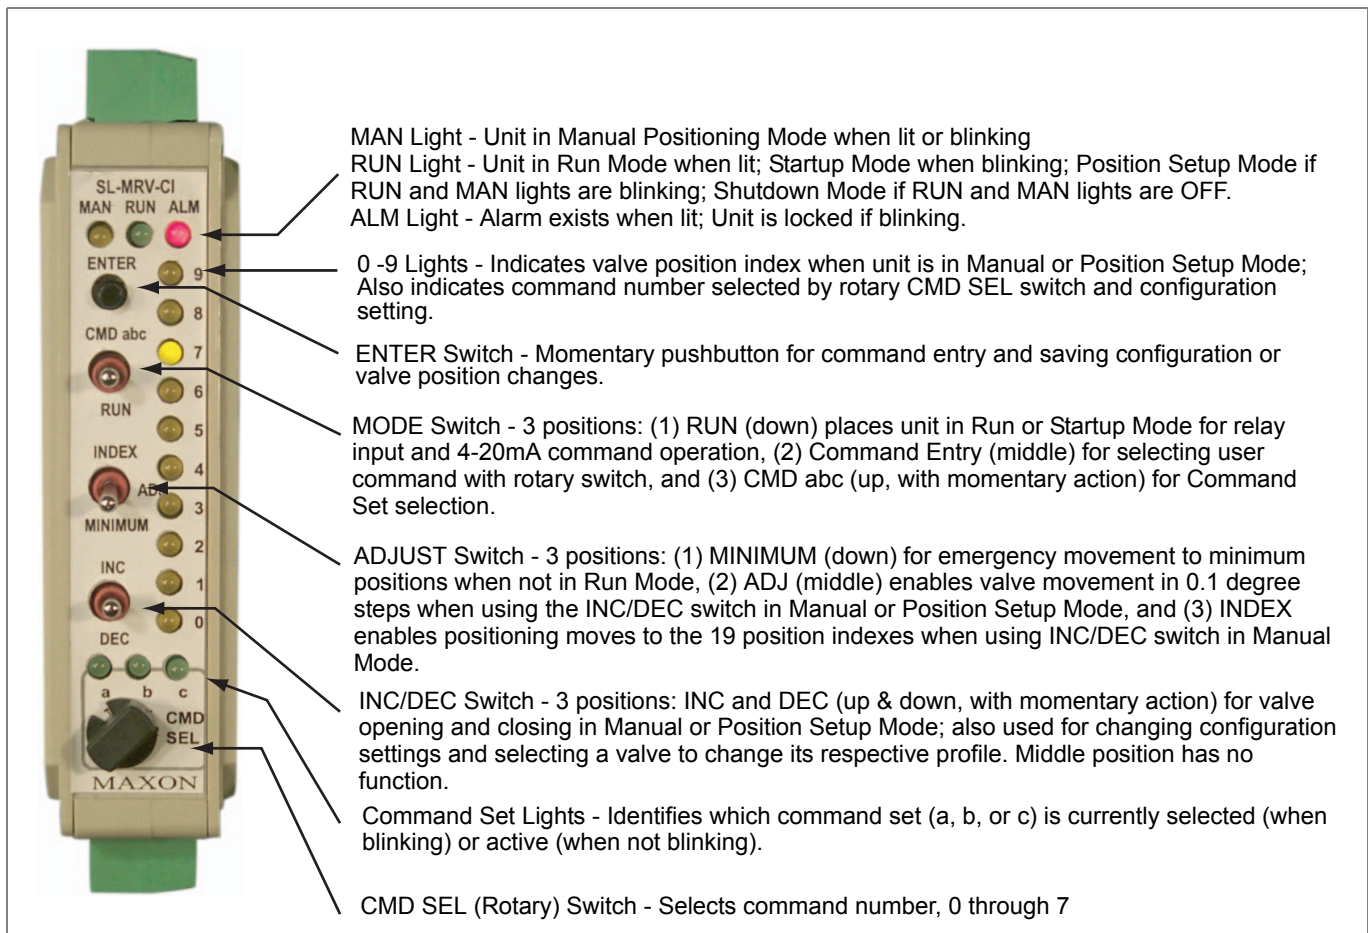 SL-MRV-CI
MAN RUN ALM
ENTER
9
8
CMD abc
7
6
RUN
5
INDEX
4
AD
3
MINIMUM
2
INC
1
0
DEC
a b c
CMD
SEL
MAXON
MAN Light - Unit in Manual Positioning Mode when lit or blinking
RUN Light - Unit in Run Mode when lit; Startup Mode when blinking; Position Setup Mode if
RUN and MAN lights are blinking; Shutdown Mode if RUN and MAN lights are OFF.
ALM Light - Alarm exists when lit; Unit is locked if blinking.
0 -9 Lights - Indicates valve position index when unit is in Manual or Position Setup Mode;
Also indicates command number selected by rotary CMD SEL switch and configuration
setting.
ENTER Switch - Momentary pushbutton for command entry and saving configuration or
valve position changes.
MODE Switch - 3 positions: (1) RUN (down) places unit in Run or Startup Mode for relay
input and 4-20mA command operation, (2) Command Entry (middle) for selecting user
command with rotary switch, and (3) CMD abc (up, with momentary action) for Command
Set selection.
ADJUST Switch - 3 positions: (1) MINIMUM (down) for emergency movement to minimum
positions when not in Run Mode, (2) ADJ (middle) enables valve movement in 0.1 degree
steps when using the INC/DEC switch in Manual or Position Setup Mode, and (3) INDEX
enables positioning moves to the 19 position indexes when using INC/DEC switch in Manual
Mode.
INC/DEC Switch - 3 positions: INC and DEC (up & down, with momentary action) for valve
opening and closing in Manual or Position Setup Mode; also used for changing configuration
settings and selecting a valve to change its respective profile. Middle position has no
function.
Command Set Lights - Identifies which command set (a, b, or c) is currently selected (when
blinking) or active (when not blinking).
CMD SEL (Rotary) Switch - Selects command number, 0 through 7